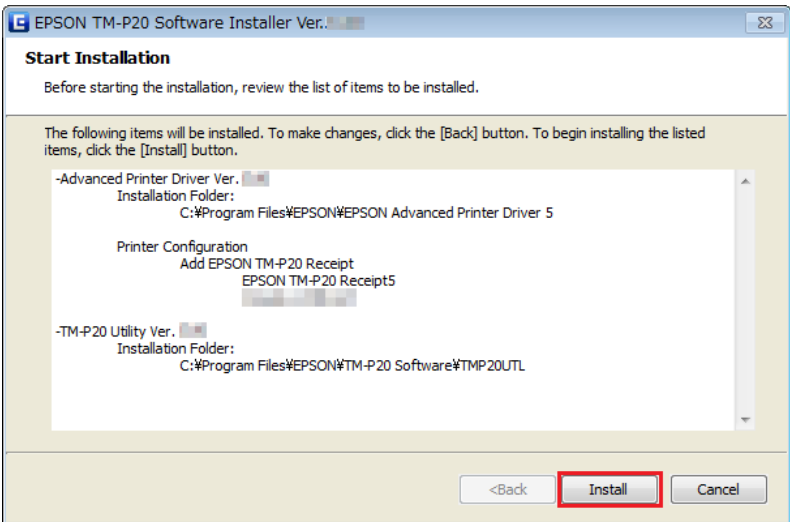 EPSON TM-P20 Software Installer Ver..
Start Installation
Before starting the installation, review the list of items to be installed.
The following items will be installed. To make changes, click the [Back] button. To begin installing the listed
items, click the [Install] button.
-Advanced Printer Driver Ver.
Installation Folder:
C:¥Program Files¥EPSON¥EPSON Advanced Printer Driver 5
Printer Configuration
Add EPSON TM-P20 Receipt
EPSON TM-P20 Receipt5
-TM-P20 Utility Ver.
Installation Folder:
C:¥Program Files¥EPSON¥TM-P20 Software¥TMP20UTL
<Back Install Cancel